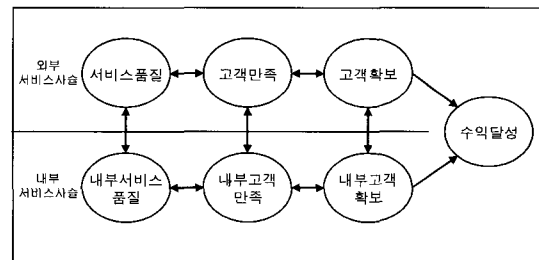 외부
서비스사슬
서비스품질
고객만족
고객확보
수익달성
내부
서비스사슬
내부서비스
품질
내부고객
만족
내부고객
확보